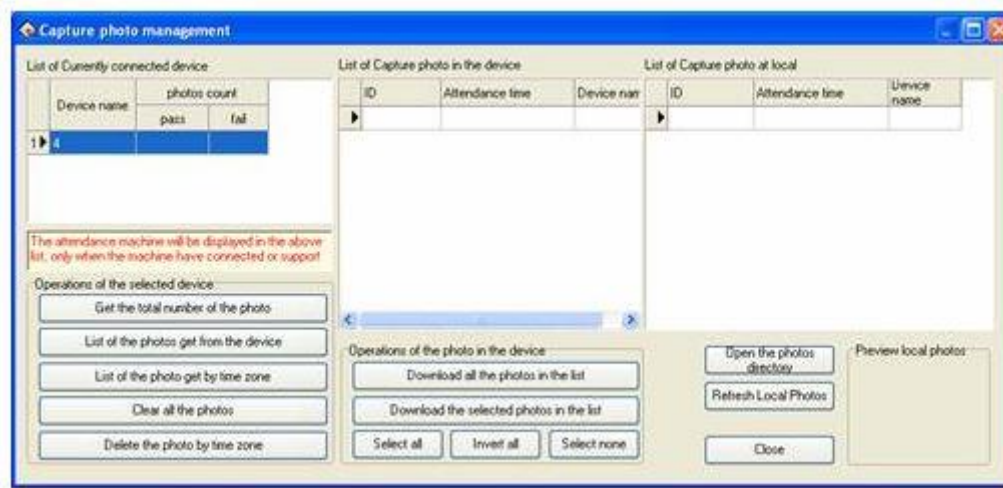 Capture photo management
List of Currently connected device
Device name
photos count
pass
fail
1
4
The attendance machine will be displayed in the above
list, only when the machine have connected or support
Operations of the selected device
Get the total number of the photo
List of the photos get from the device
List of the photo get by time zone
Clear all the photos
Delete the photo by time zone
List of Capture photo in the device
ID
Attendance time
Device nam
Operations of the photo in the device
Download all the photos in the list
Download the selected photos in the list
Select all
Invert all
Select none
List of Capture photo at local
ID
Attendance time
Device
name
Open the photos
directory
Refresh Local Photos
Close
Preview local photos